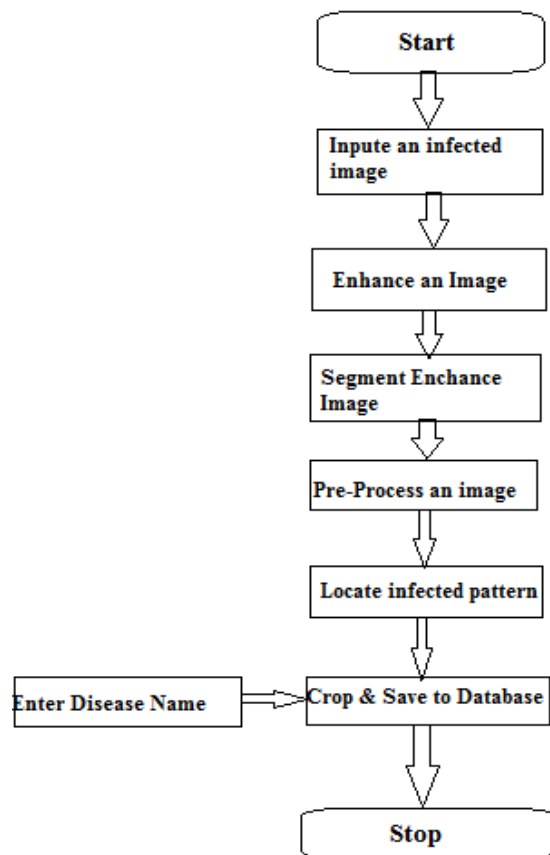 Start
Inpute an infected
image
Enhance an Image
Segment Enchance
Image
Pre-Process an image
Locate infected pattern
Enter Disease Name
Crop & Save to Database
Stop